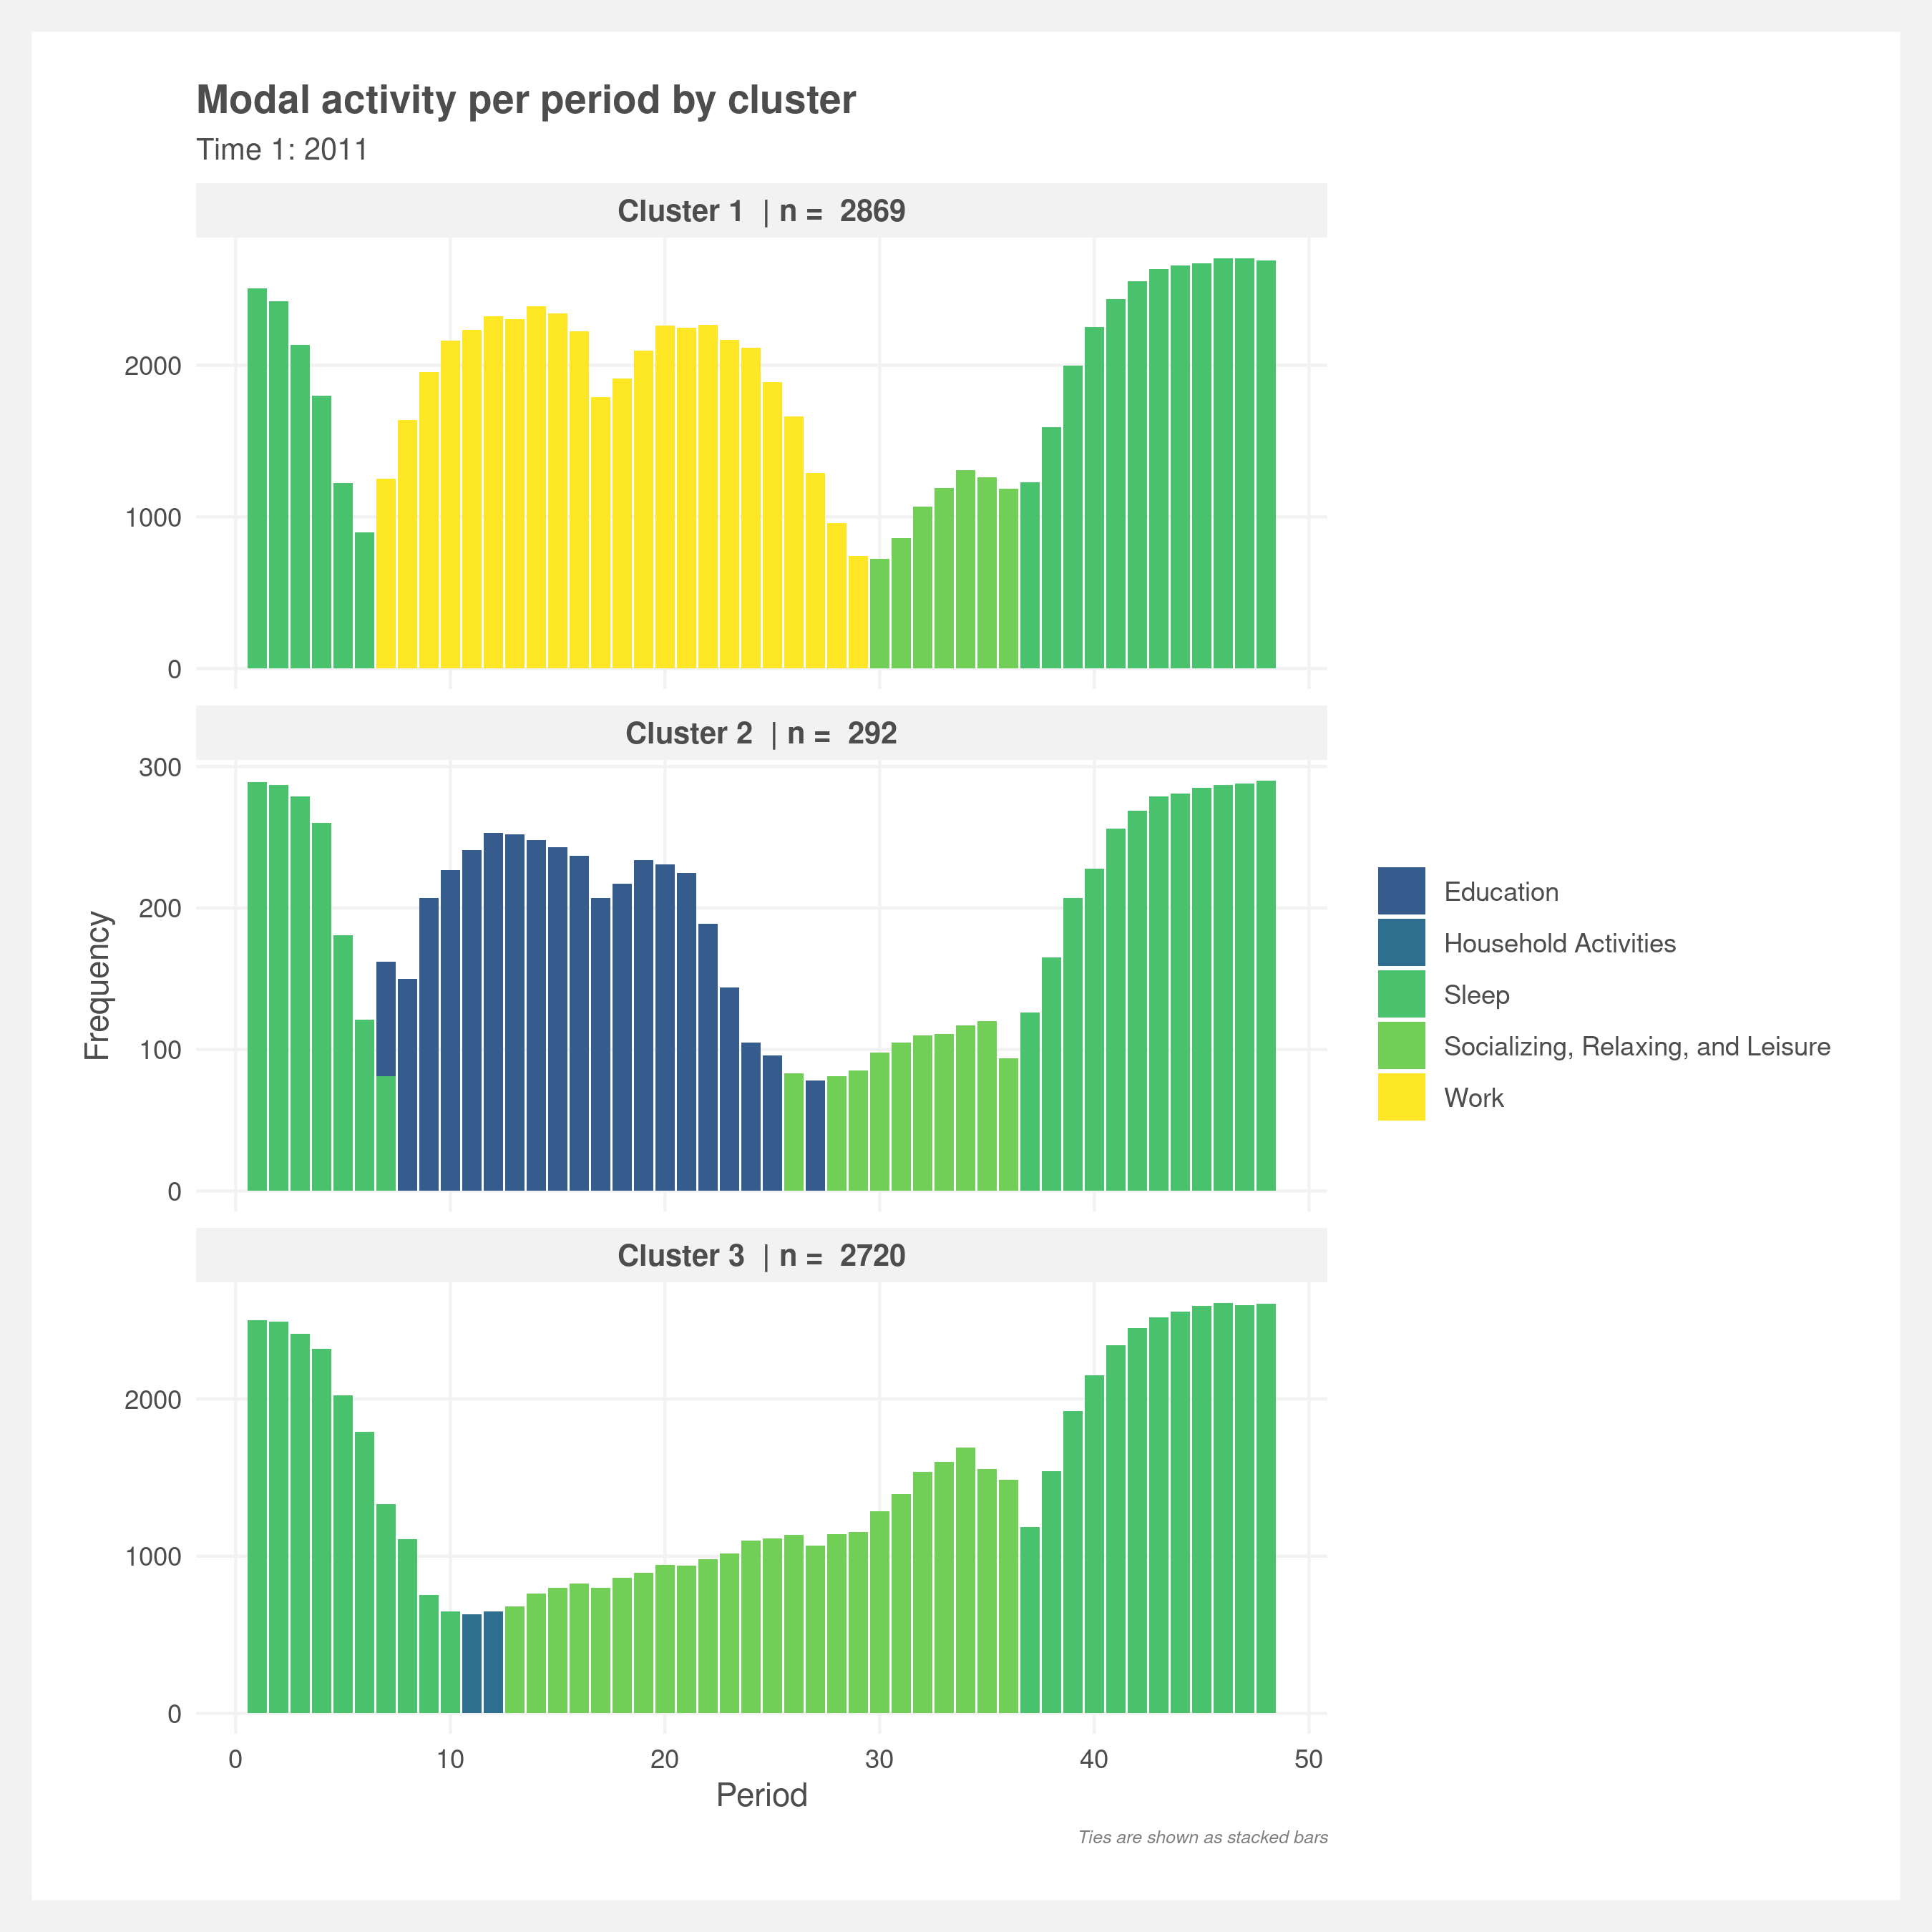 Modal activity per period by cluster
Time 1: 2011
Cluster 1 | n = 2869
2000
1000
0
Cluster 2 | n = 292
300
200
100
0
Cluster 3 | n = 2720
2000
1000
0
0 10 20 30 40 50
Period
Frequency
Education
Household Activities
Sleep
Socializing, Relaxing, and Leisure
Work
Ties are shown as stacked bars